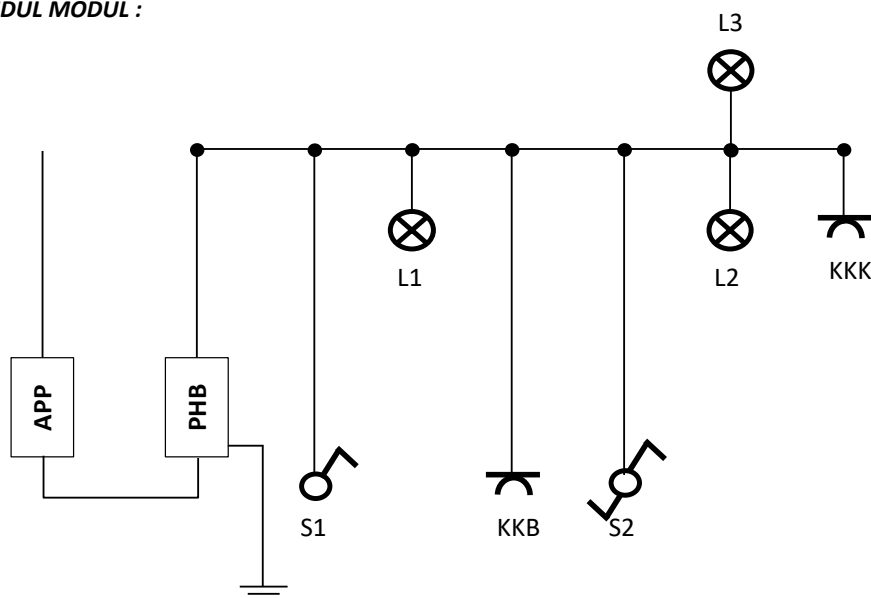 DUL MODUL :
L3
L1
L2
KKK
APP
PHB
S1
KKB
S2